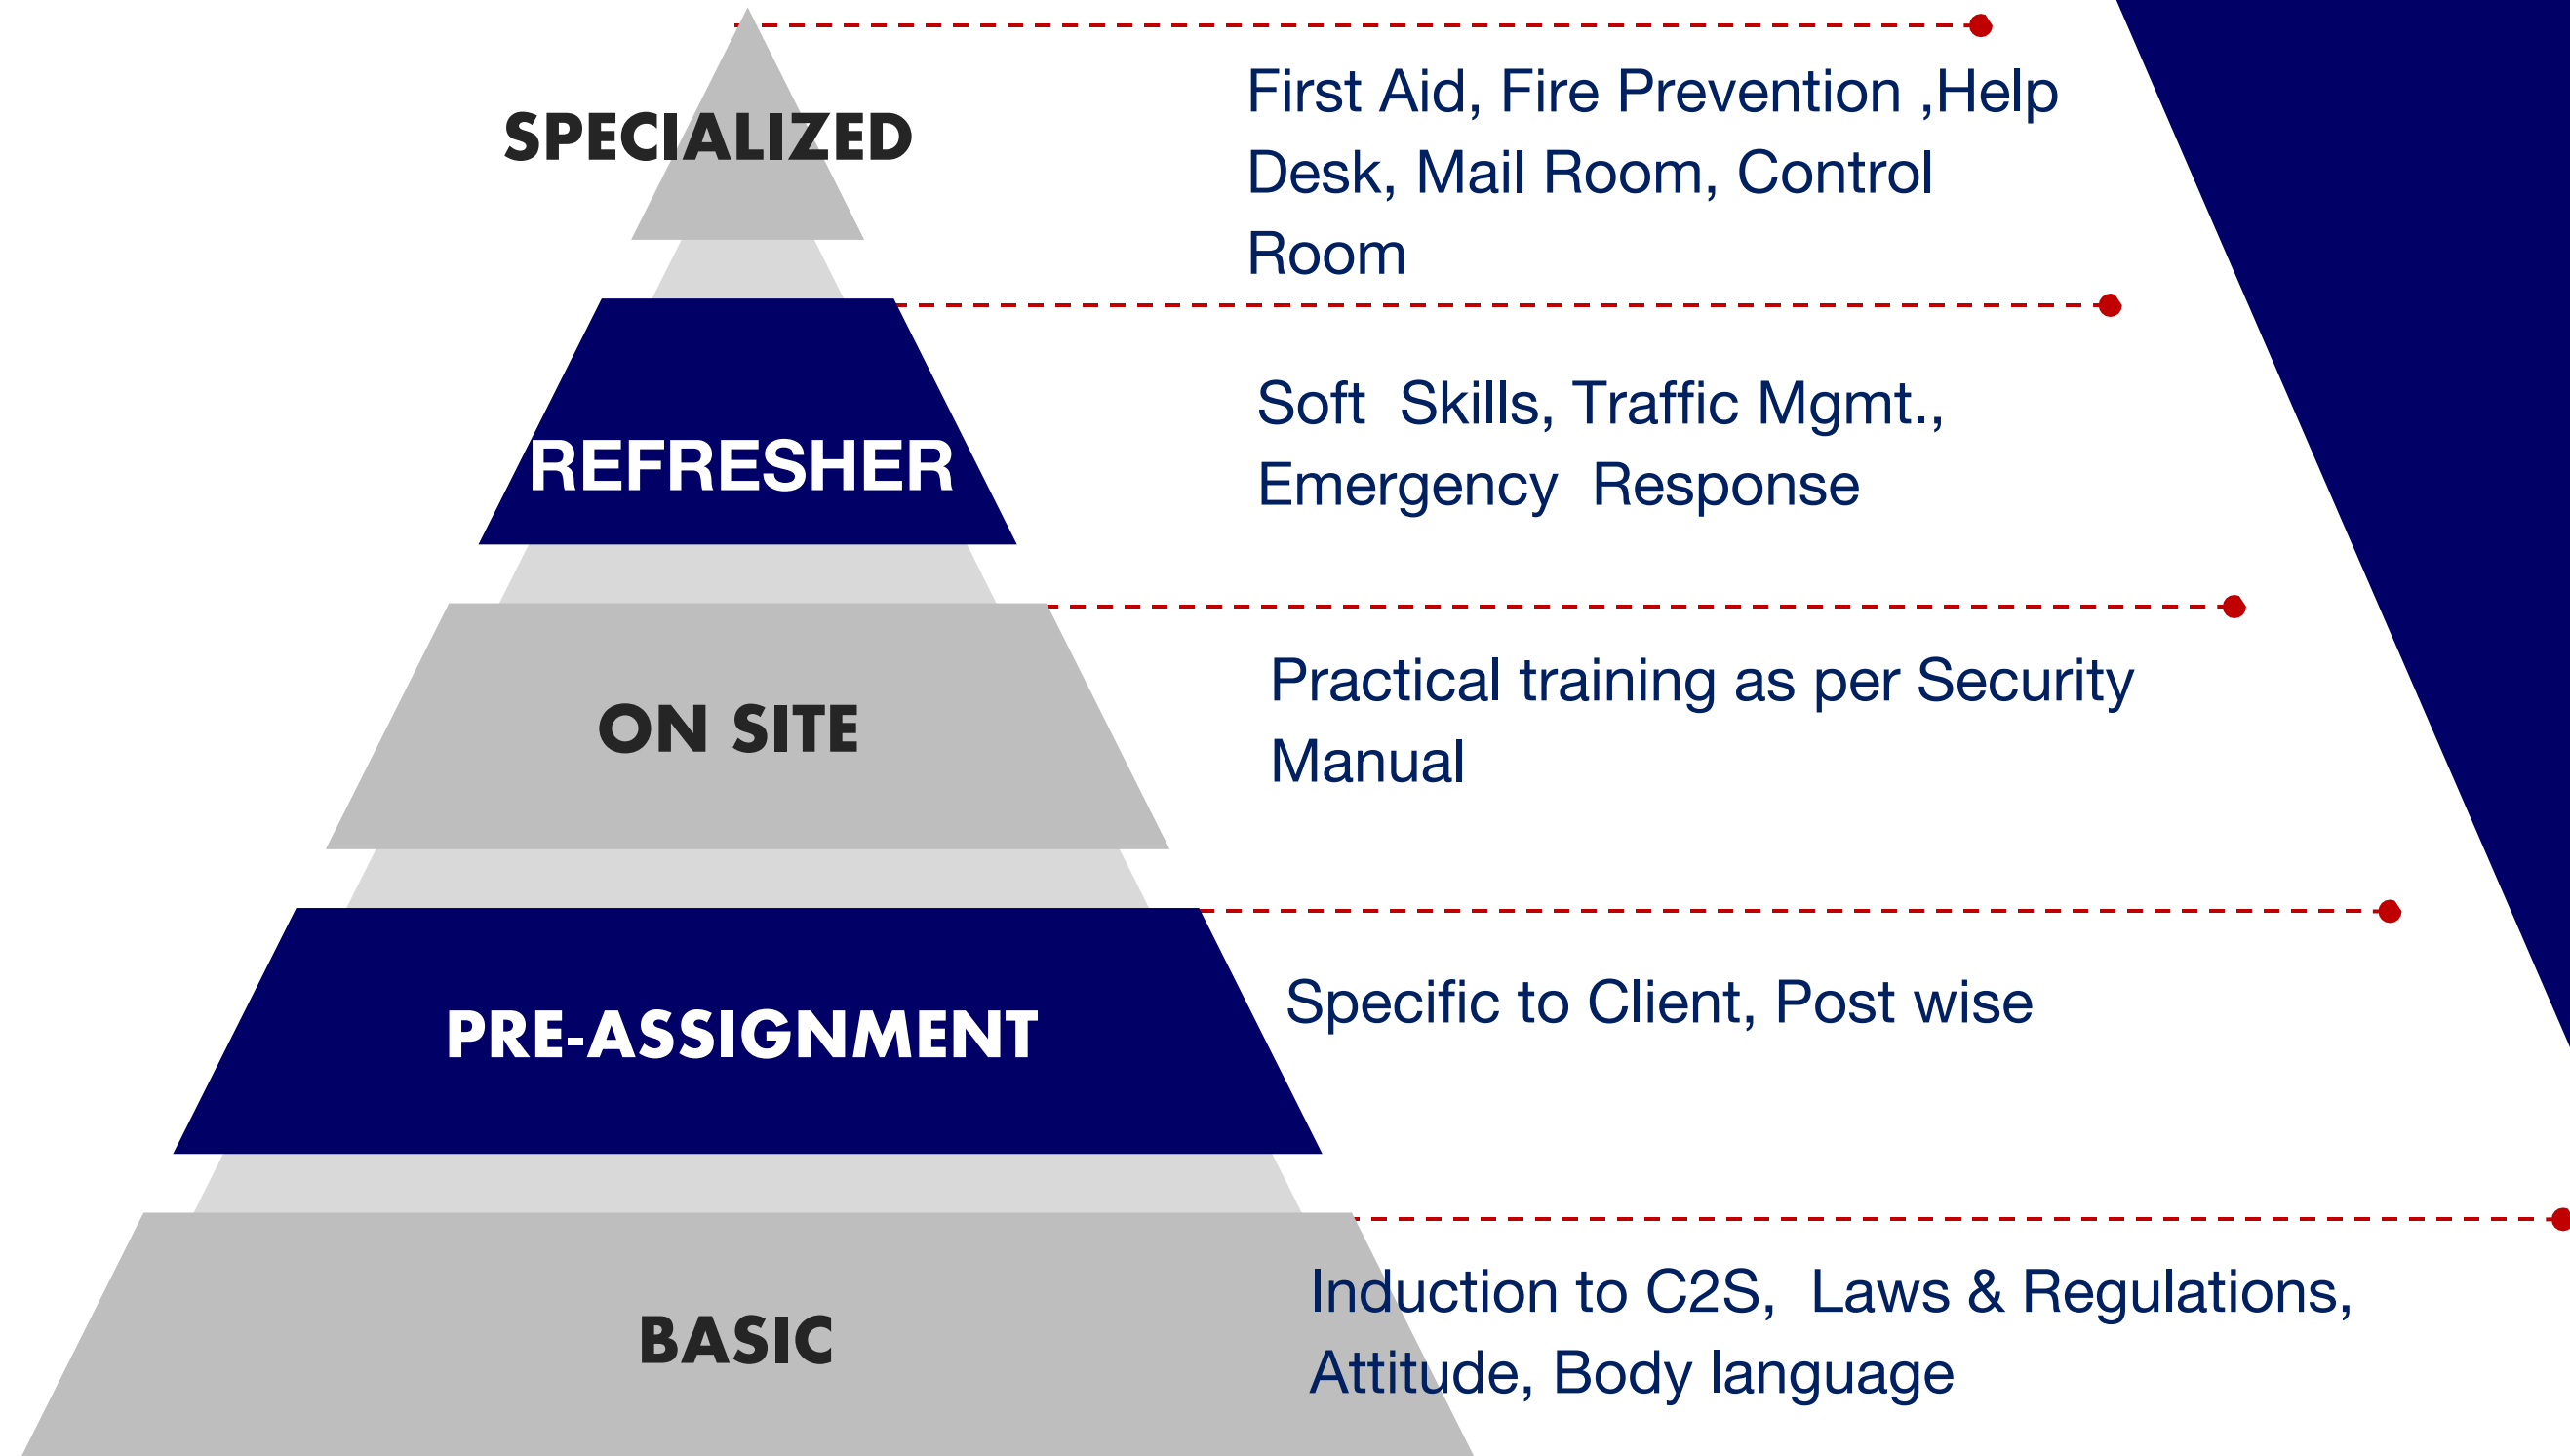 SPECIALIZED
First Aid, Fire Prevention ,Help
Desk, Mail Room, Control
Room
REFRESHER
Soft  Skills, Traffic Mgmt.,
Emergency  Response
ON SITE
Practical training as per Security
Manual
PRE-ASSIGNMENT
Specific to Client, Post wise
BASIC
Induction to C2S,  Laws & Regulations,
Attitude, Body language